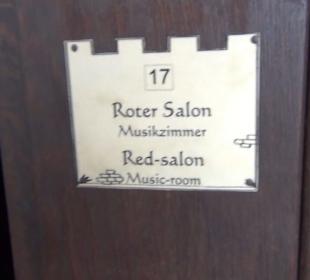 17
Roter Salon
Musikzimmer
Red-salon
Music-room